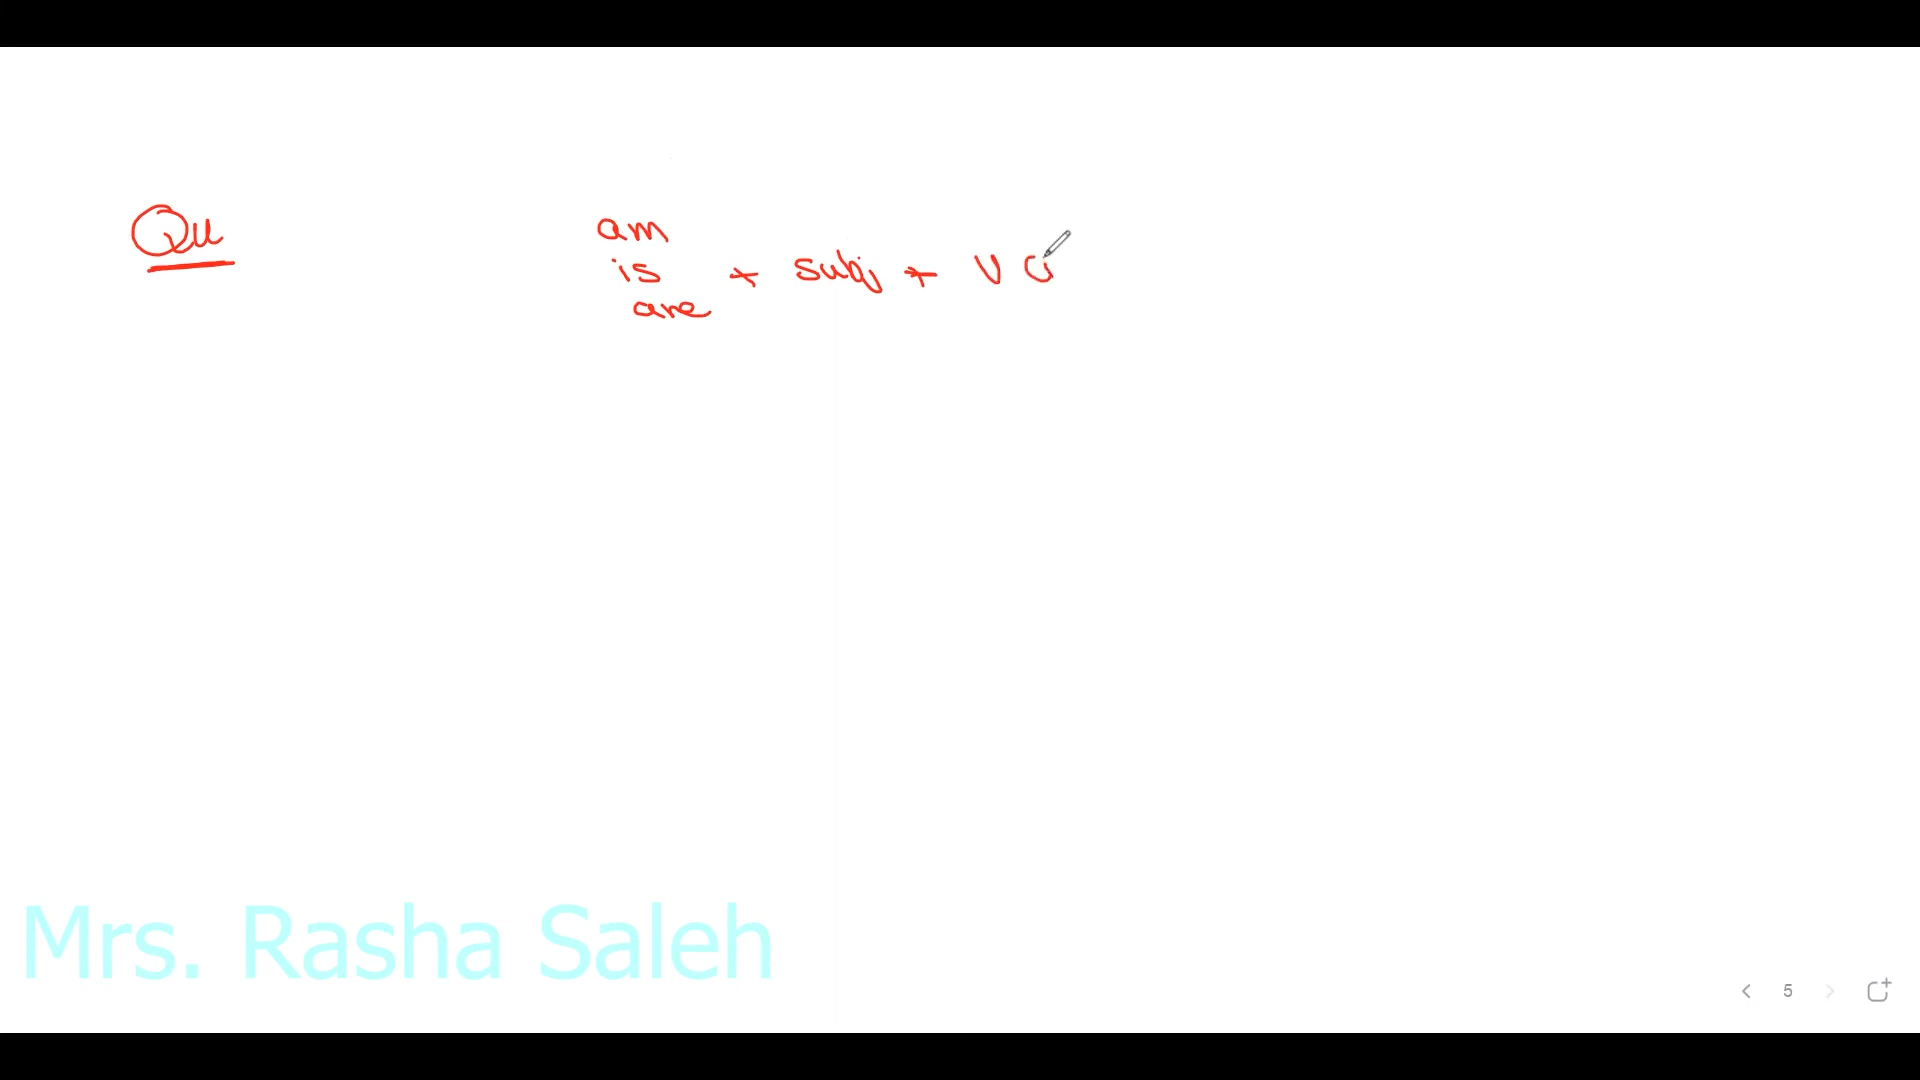 Qu
am
is + subj + V
are
Mrs. Rasha Saleh
5